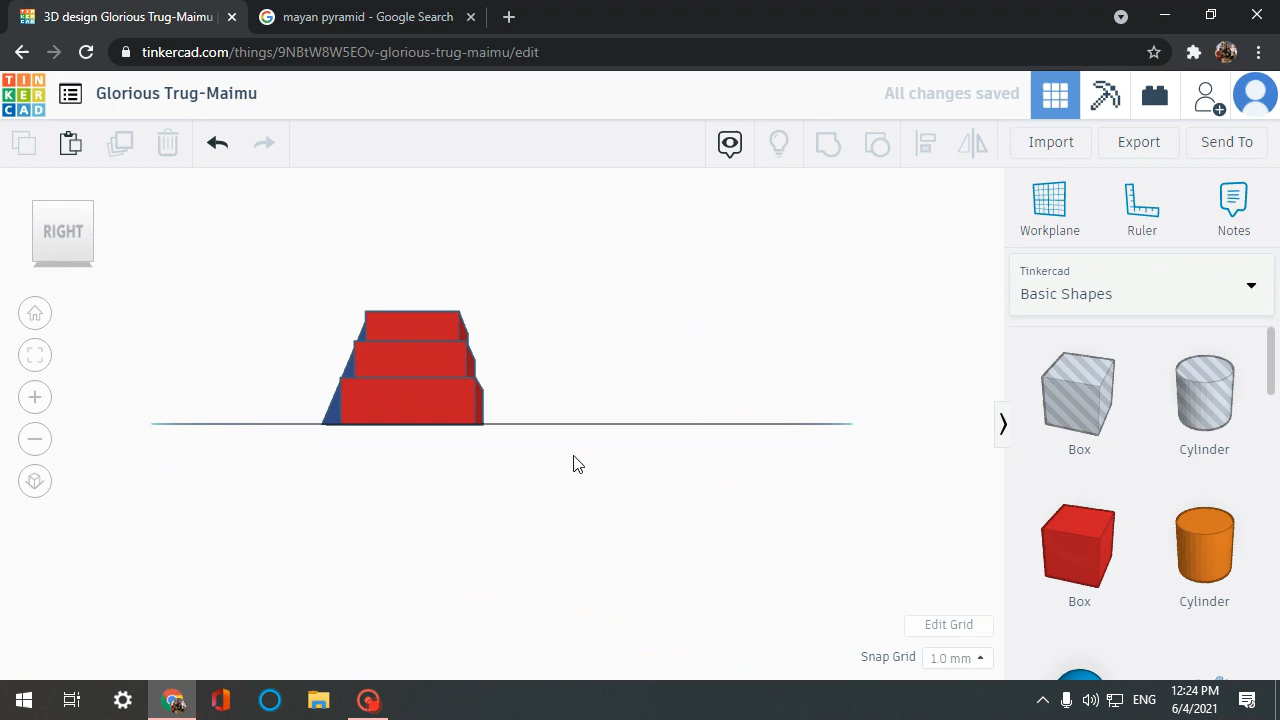 3D design Glorious Trug-Maimu
mayan pyramid - Google Search
tinkercad.com/things/9NBtW8W5EOv-glorious-trug-maimu/edit
TIN
KER
CAD
Glorious Trug-Maimu
All changes saved
Import
Export
Send To
RIGHT
Workplane
Ruler
Notes
Tinkercad
Basic Shapes
Box
Cylinder
Box
Cylinder
Edit Grid
Snap Grid
1.0 mm
ENG
12:24 PM
6/4/2021